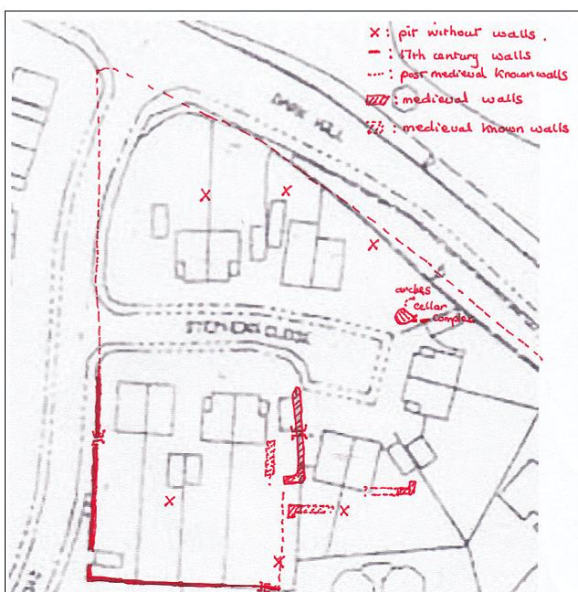 x : pit without walls .
- : 17th century walls
: post medieval known walls
: medieval walls
: medieval known walls
DARK HILL
arches
cellar
complex
CLOSE